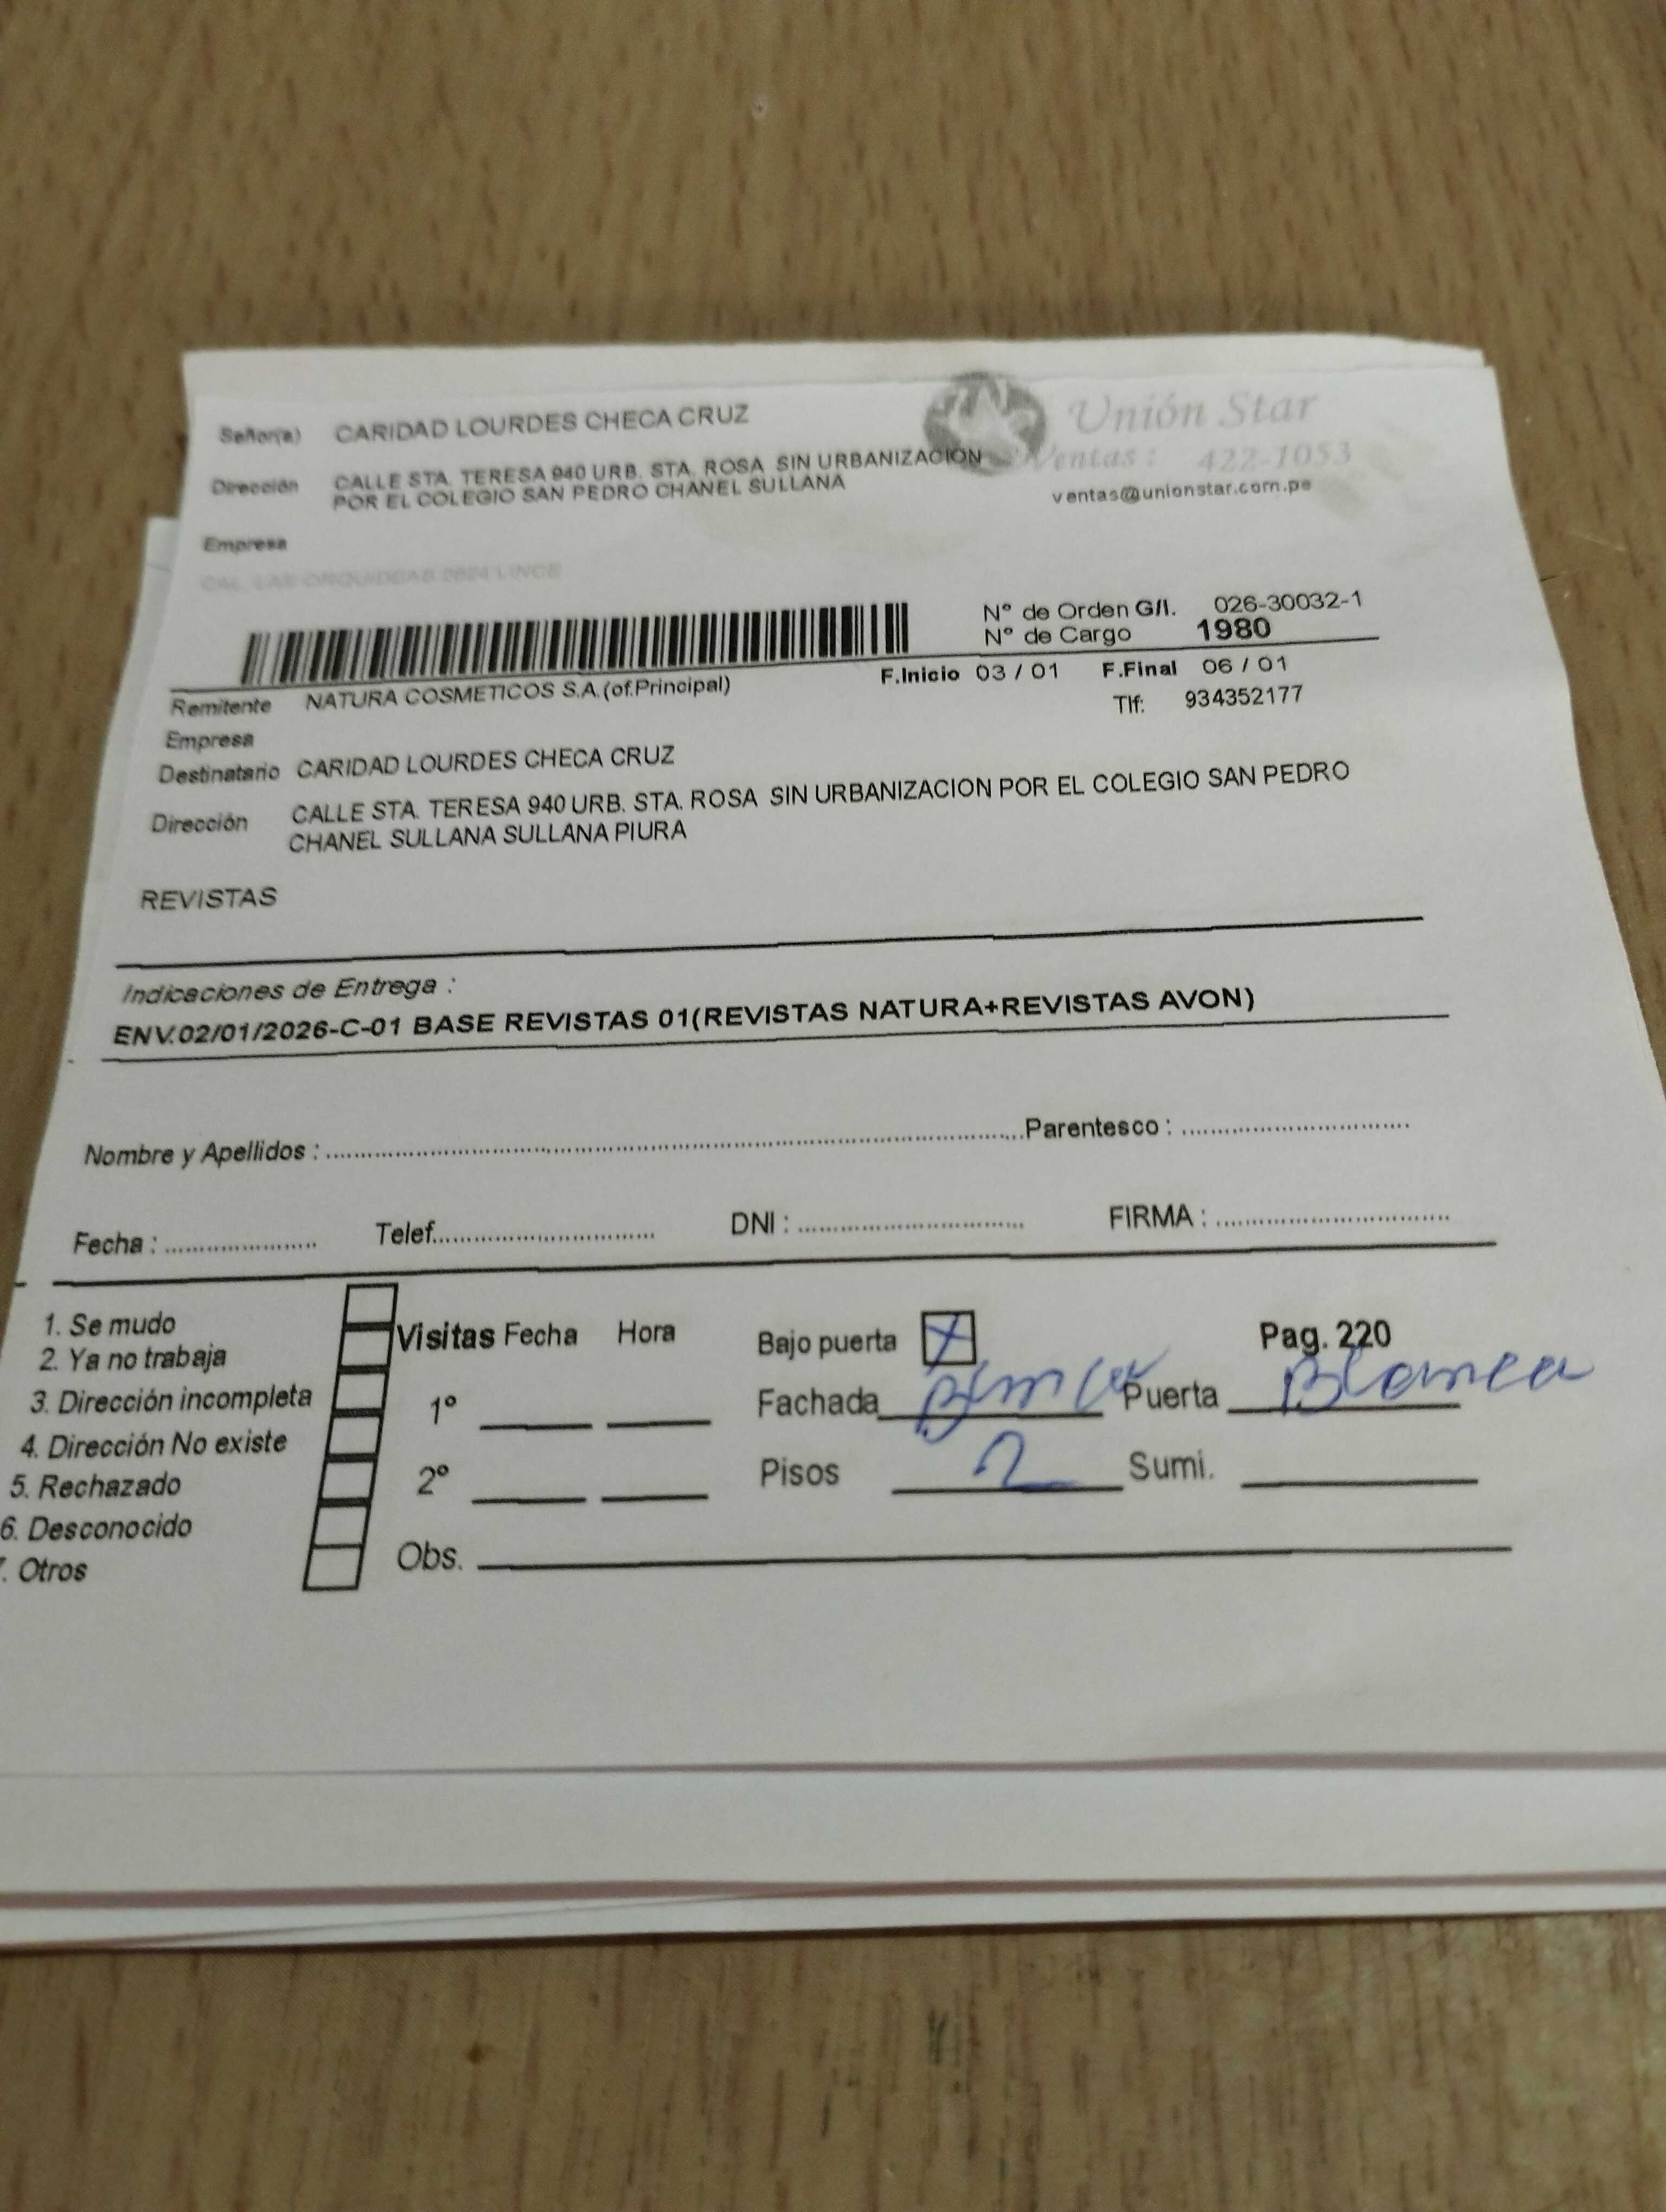 Señor(a) CARIDAD LOURDES CHECA CRUZ
Unión Star
Dirección CALLE STA. TERESA 940 URB. STA. ROSA SIN URBANIZACION
POR EL COLEGIO SAN PEDRO CHANEL SULLANA
Ventas: 422-1053
ventas@unionstar.com.pe
Empresa
CAL. LAS ORQUIDEAS 2624 LINCE
N° de Orden G/I. 026-30032-1
N° de Cargo 1980
F.Inicio 03 / 01 F.Final 06 / 01
Remitente NATURA COSMETICOS S.A.(of.Principal)
Tlf: 934352177
Empresa
Destinatario CARIDAD LOURDES CHECA CRUZ
Dirección CALLE STA. TERESA 940 URB. STA. ROSA SIN URBANIZACION POR EL COLEGIO SAN PEDRO
CHANEL SULLANA SULLANA PIURA
REVISTAS
Indicaciones de Entrega :
ENV.02/01/2026-C-01 BASE REVISTAS 01(REVISTAS NATURA+REVISTAS AVON)
Nombre y Apellidos : Parentesco :
Fecha : Telef. DNI : FIRMA :
1. Se mudo
2. Ya no trabaja
3. Dirección incompleta
4. Dirección No existe
5. Rechazado
6. Desconocido
. Otros
Visitas Fecha Hora
1°
2°
Obs.
Bajo puerta X Pag. 220
Fachada Blanca Puerta Blanca
Pisos 2 Sumi.